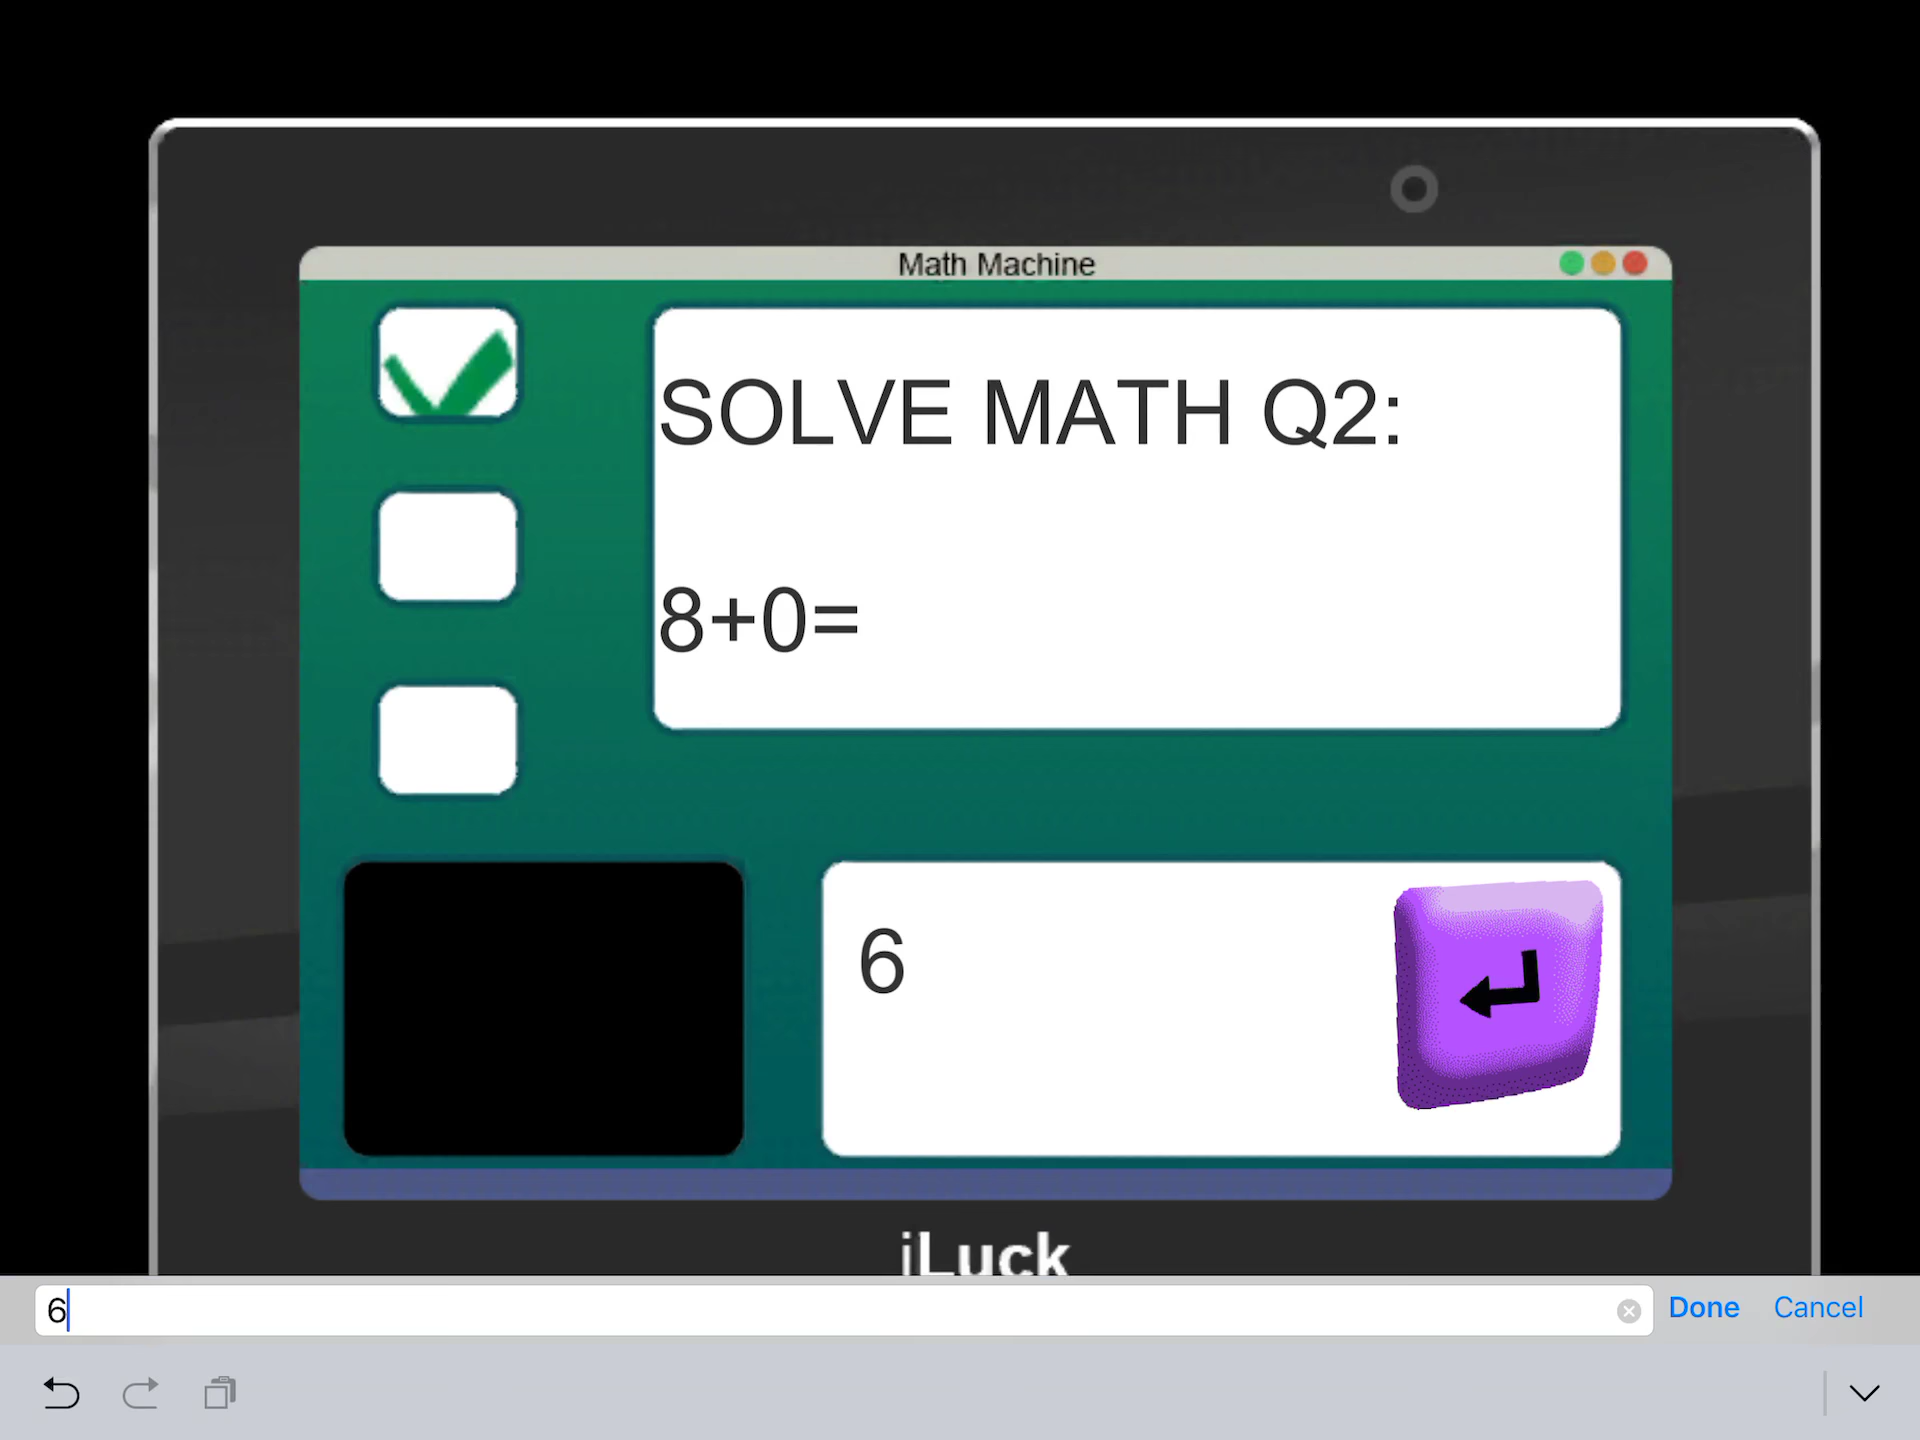 Math Machine
SOLVE MATH Q2:
8+0=
6
iLuck
6
Done Cancel